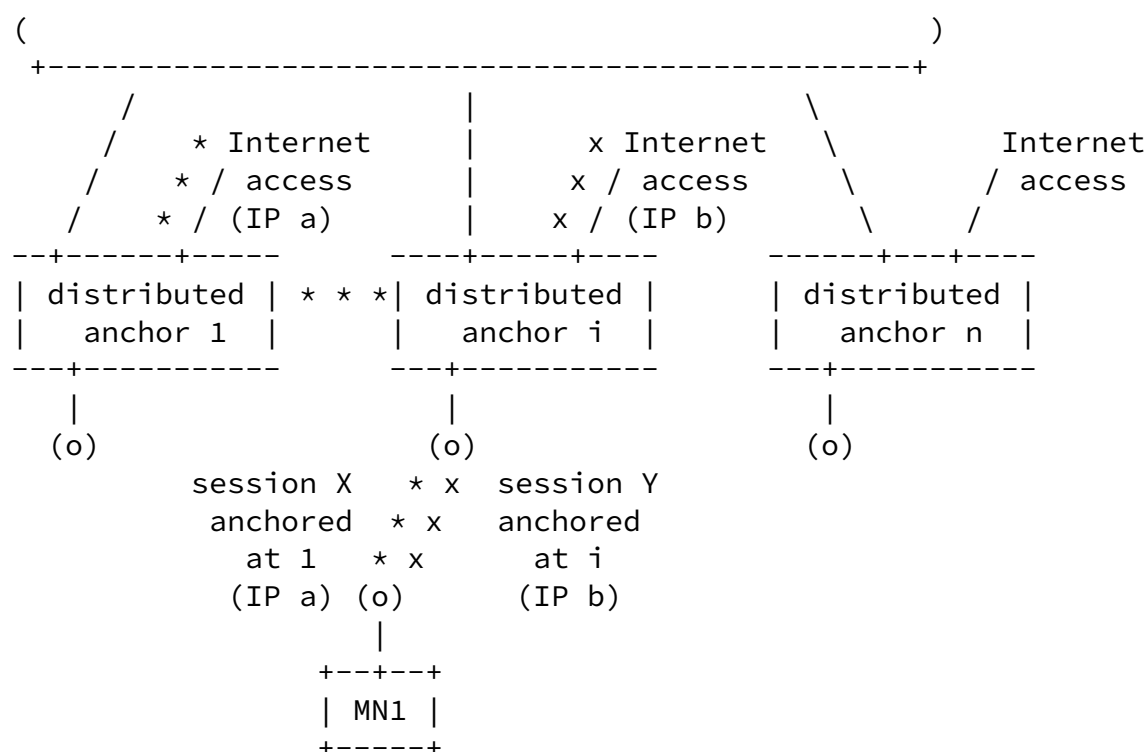 (                                                  )
 +------------------------------------------------+
      /                  |                  \
     /    * Internet     |      x Internet   \         Internet
    /    * / access      |     x / access     \       / access
   /    * / (IP a)       |    x / (IP b)       \     /
--+------+-----      ----+-----+----      ------+---+----
| distributed | * * *| distributed |      | distributed |
|   anchor 1  |      |   anchor i  |      |   anchor n  |
---+-----------      ---+-----------      ---+-----------
   |                    |                    |
  (o)                  (o)                  (o)
          session X   * x  session Y
           anchored  * x   anchored
             at 1   * x      at i
            (IP a) (o)      (IP b)
                    |
                 +--+--+
                 | MN1 |
                 +-----+